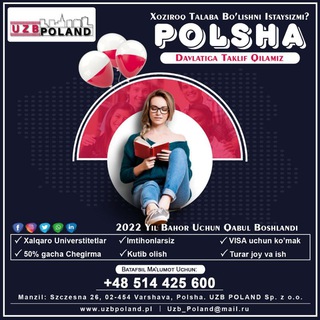 UZB POLAND
Xoziroo Talaba Bo'lishni Istaysizmi?
POLSHA
Davlatiga Taklif Qilamiz
2022 Yil Bahor Uchun Qabul Boshlandi
Xalqaro Universtitetlar
Imtihonlarsiz
VISA uchun ko'mak
50% gacha Chegirma
Kutib olish
Turar joy va ish
Batafsil Ma'lumot Uchun:
+48 514 425 600
Manzil: Szczesna 26, 02-454 Varshava, Polsha. UZB POLAND Sp. z o.o.
www.uzbpoland.pl | Uzb_Poland@mail.ru